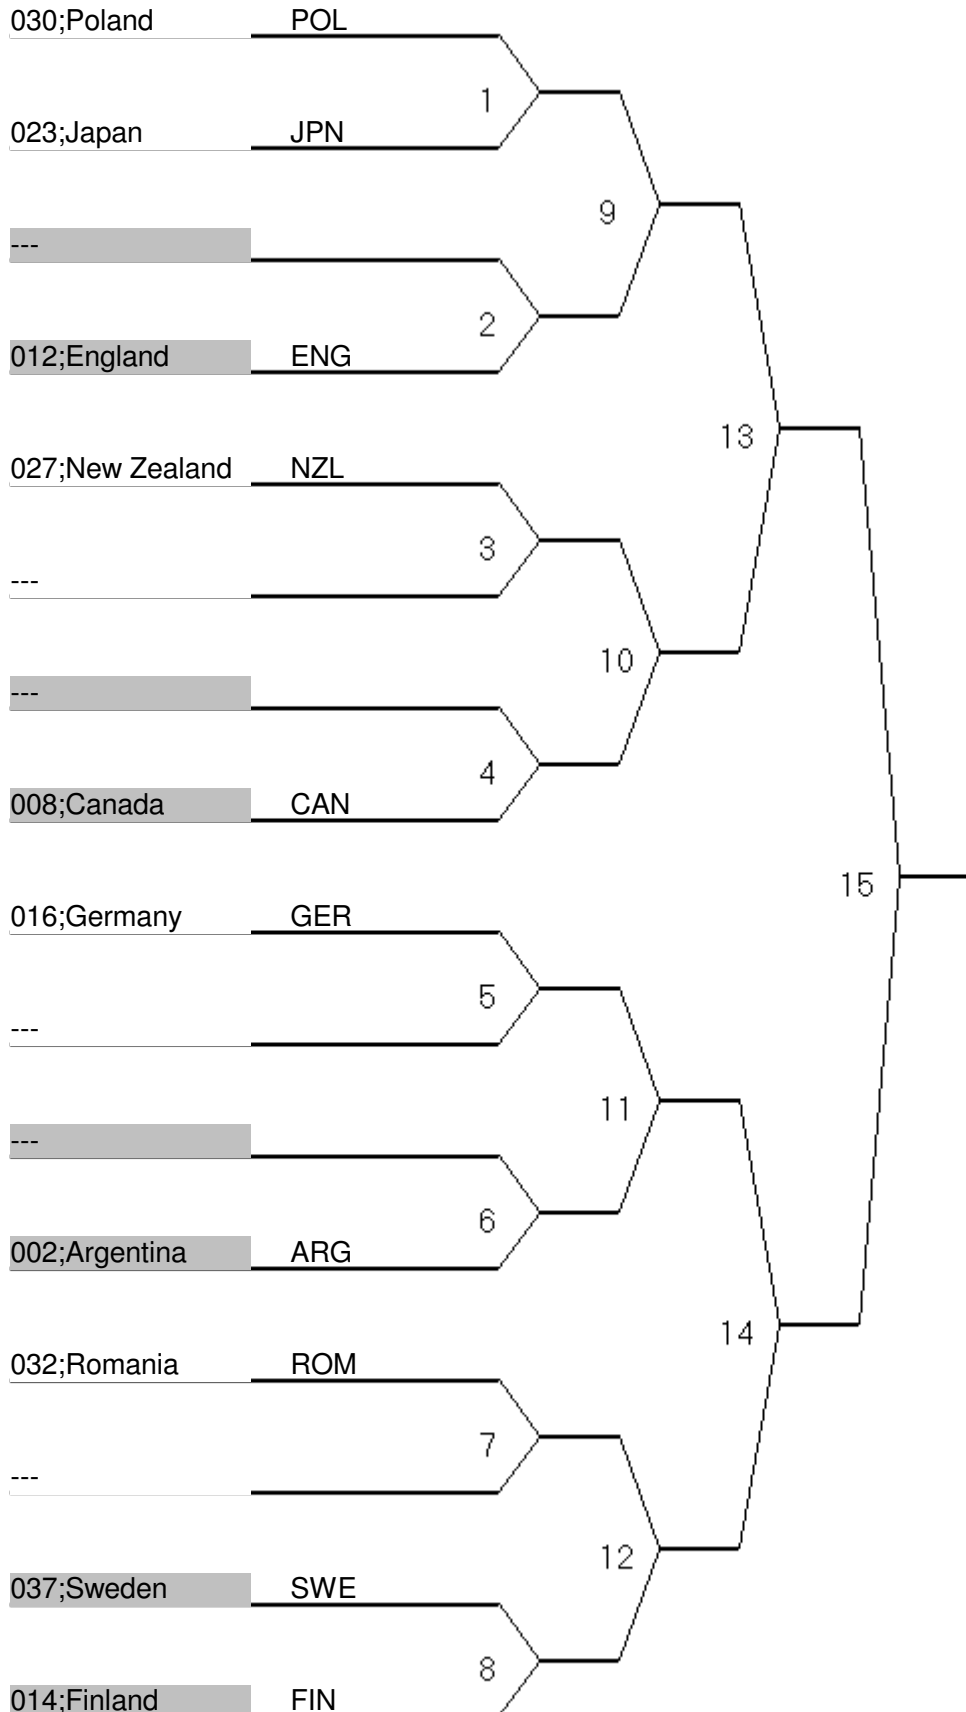 030;Poland POL
1
023;Japan JPN
9
---
2
012;England ENG
13
027;New Zealand NZL
3
---
10
---
4
008;Canada CAN
15
016;Germany GER
5
---
11
---
6
002;Argentina ARG
14
032;Romania ROM
7
---
12
037;Sweden SWE
8
014;Finland FIN